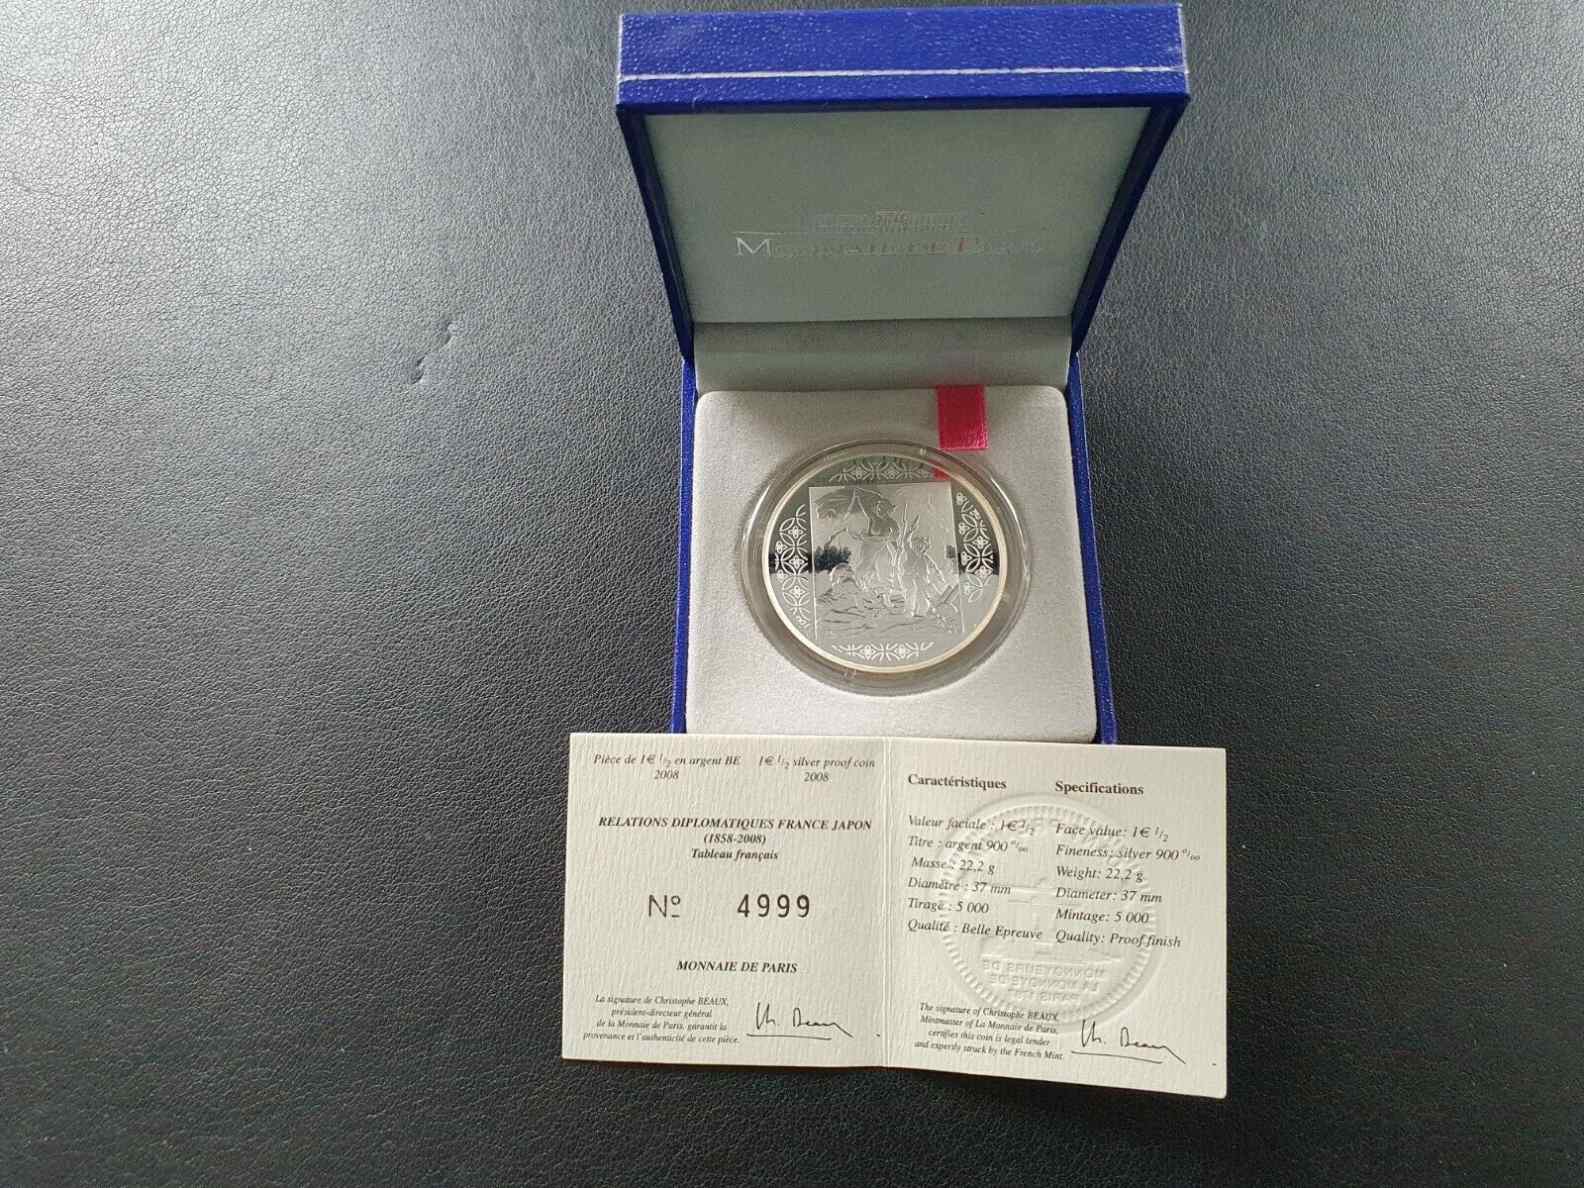 MONNAIE DE PARIS
Pièce de 1€ 1/2 en argent BE
2008
1€ 1/2 silver proof coin
2008
RELATIONS DIPLOMATIQUES FRANCE JAPON
(1858-2008)
Tableau français
Nº 4999
MONNAIE DE PARIS
La signature de Christophe BEAUX,
président-directeur général
de la Monnaie de Paris, garantit la
provenance et l'authenticité de cette pièce.
Caractéristiques
Valeur faciale : 1€ 1/2
Titre : argent 900 °/oo
Masse : 22,2 g
Diamètre : 37 mm
Tirage : 5 000
Qualité : Belle Epreuve
Specifications
Face value: 1€ 1/2
Fineness: silver 900 °/oo
Weight: 22,2 g
Diameter: 37 mm
Mintage: 5 000
Quality: Proof finish
The signature of Christophe BEAUX,
Mintmaster of La Monnaie de Paris,
certifies this coin is legal tender
and expertly struck by the French Mint.